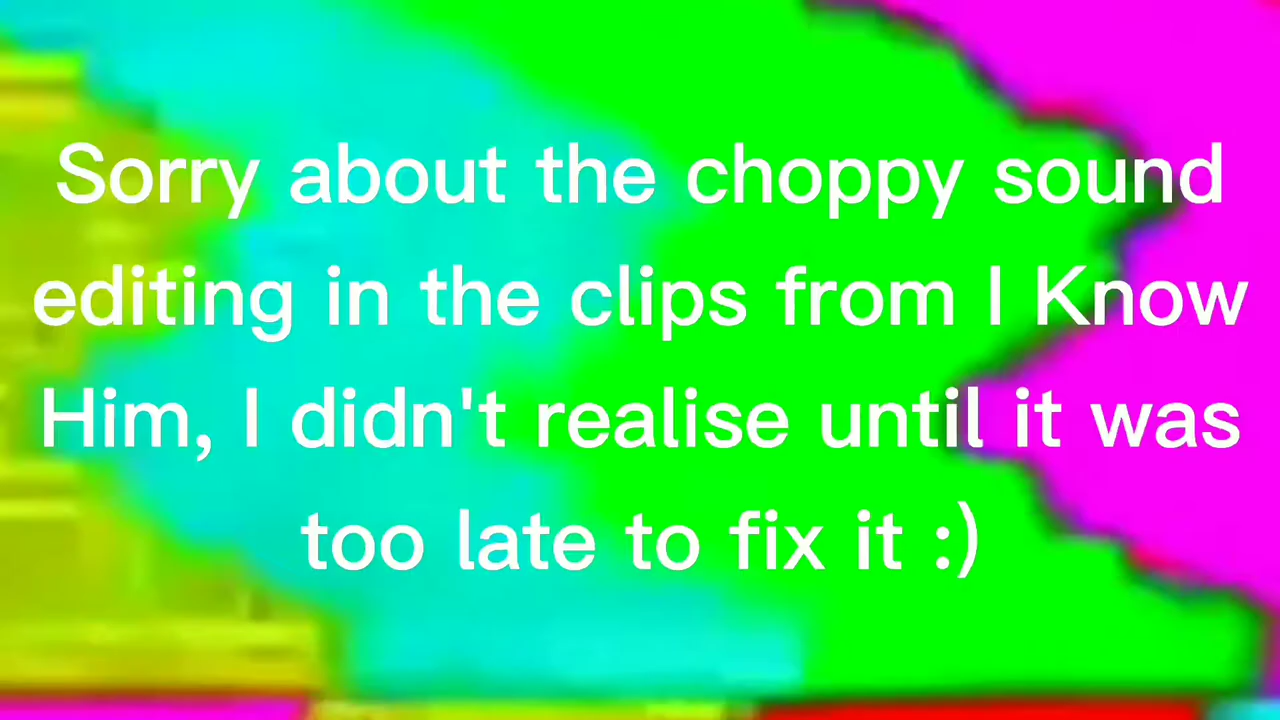 Sorry about the choppy sound
editing in the clips from I Know
Him, I didn't realise until it was
too late to fix it :)